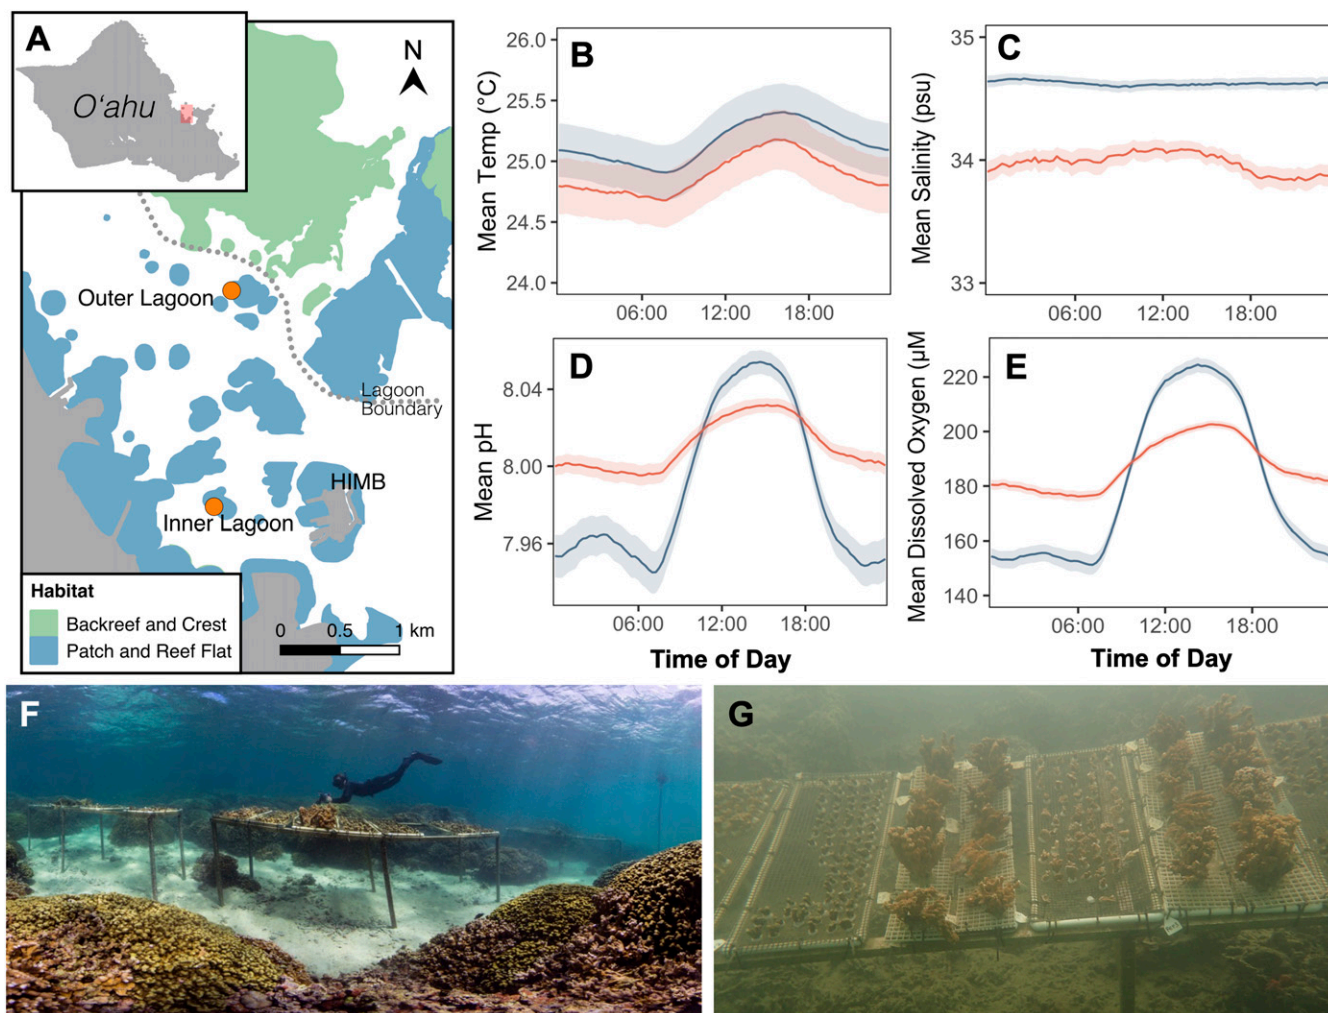 A
O‘ahu
N
Outer Lagoon
Lagoon
Boundary
HIMB
Inner Lagoon
Habitat
Backreef and Crest
Patch and Reef Flat
0 0.5 1 km
B
Mean Temp (°C)
26.0
25.5
25.0
24.5
24.0
06:00 12:00 18:00
C
Mean Salinity (psu)
35
34
33
06:00 12:00 18:00
D
Mean pH
8.04
8.00
7.96
06:00 12:00 18:00
Time of Day
E
Mean Dissolved Oxygen (µM
220
200
180
160
140
06:00 12:00 18:00
Time of Day
F
G